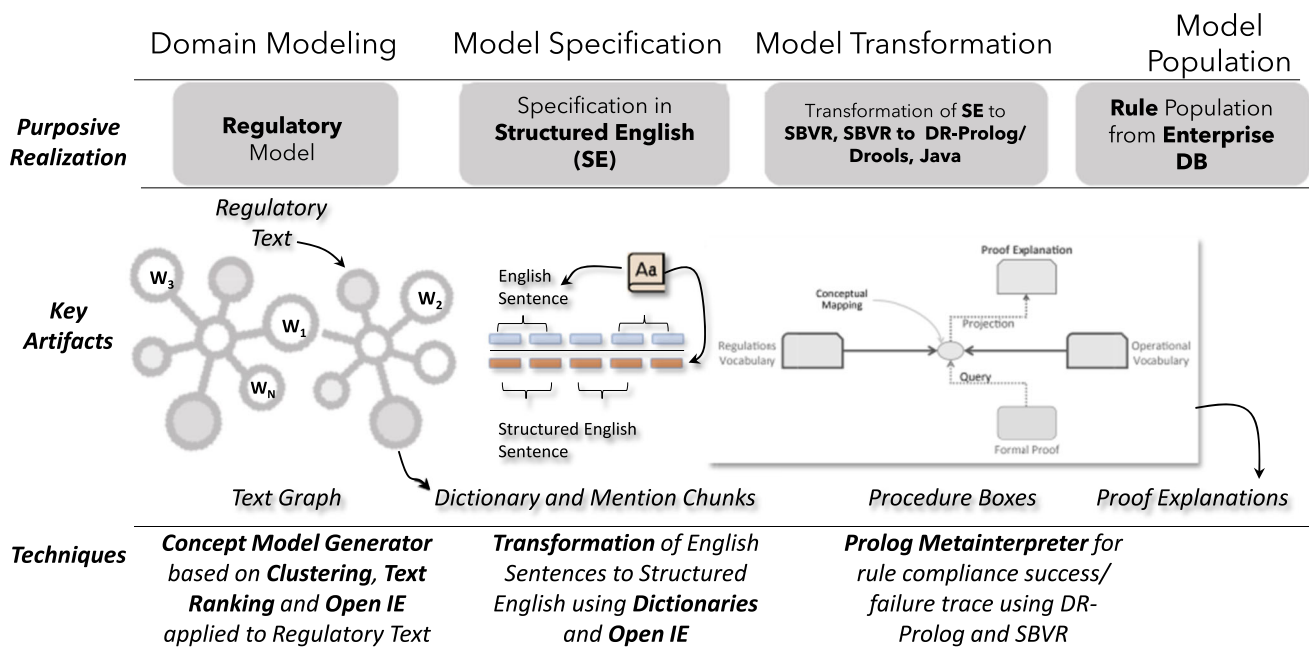 Domain Modeling
Model Specification
Model Transformation
Model
Population
Purposive
Realization
Regulatory
Model
Specification in
Structured English
(SE)
Transformation of SE to
SBVR, SBVR to DR-Prolog/
Drools, Java
Rule Population
from Enterprise
DB
Key
Artifacts
Regulatory
Text
W3
W1
W2
WN
English
Sentence
Aa
Structured English
Sentence
Proof Explanation
Conceptual
Mapping
Projection
Regulations
Vocabulary
Operational
Vocabulary
Query
Formal Proof
Text Graph
Dictionary and Mention Chunks
Procedure Boxes
Proof Explanations
Techniques
Concept Model Generator
based on Clustering, Text
Ranking and Open IE
applied to Regulatory Text
Transformation of English
Sentences to Structured
English using Dictionaries
and Open IE
Prolog Metainterpreter for
rule compliance success/
failure trace using DR-
Prolog and SBVR